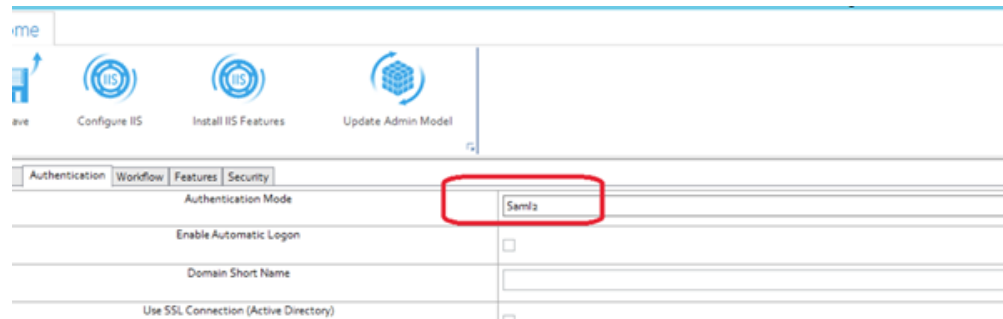 ome
ave
Configure IIS
Install IIS Features
Update Admin Model
Authentication Workflow Features Security
Authentication Mode
Saml2
Enable Automatic Logon
Domain Short Name
Use SSL Connection (Active Directory)